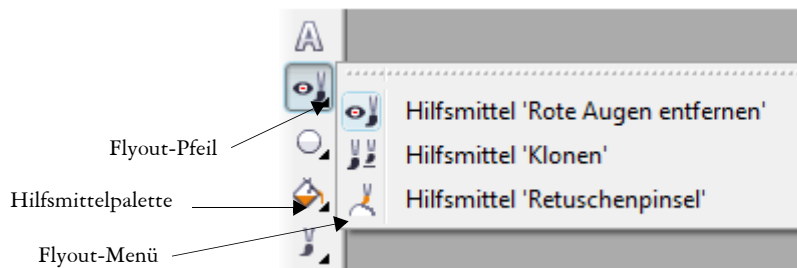 A
Hilfsmittel 'Rote Augen entfernen'
Flyout-Pfeil
Hilfsmittel 'Klonen'
Hilfsmittelpalette
Hilfsmittel 'Retuschenpinsel'
Flyout-Menü